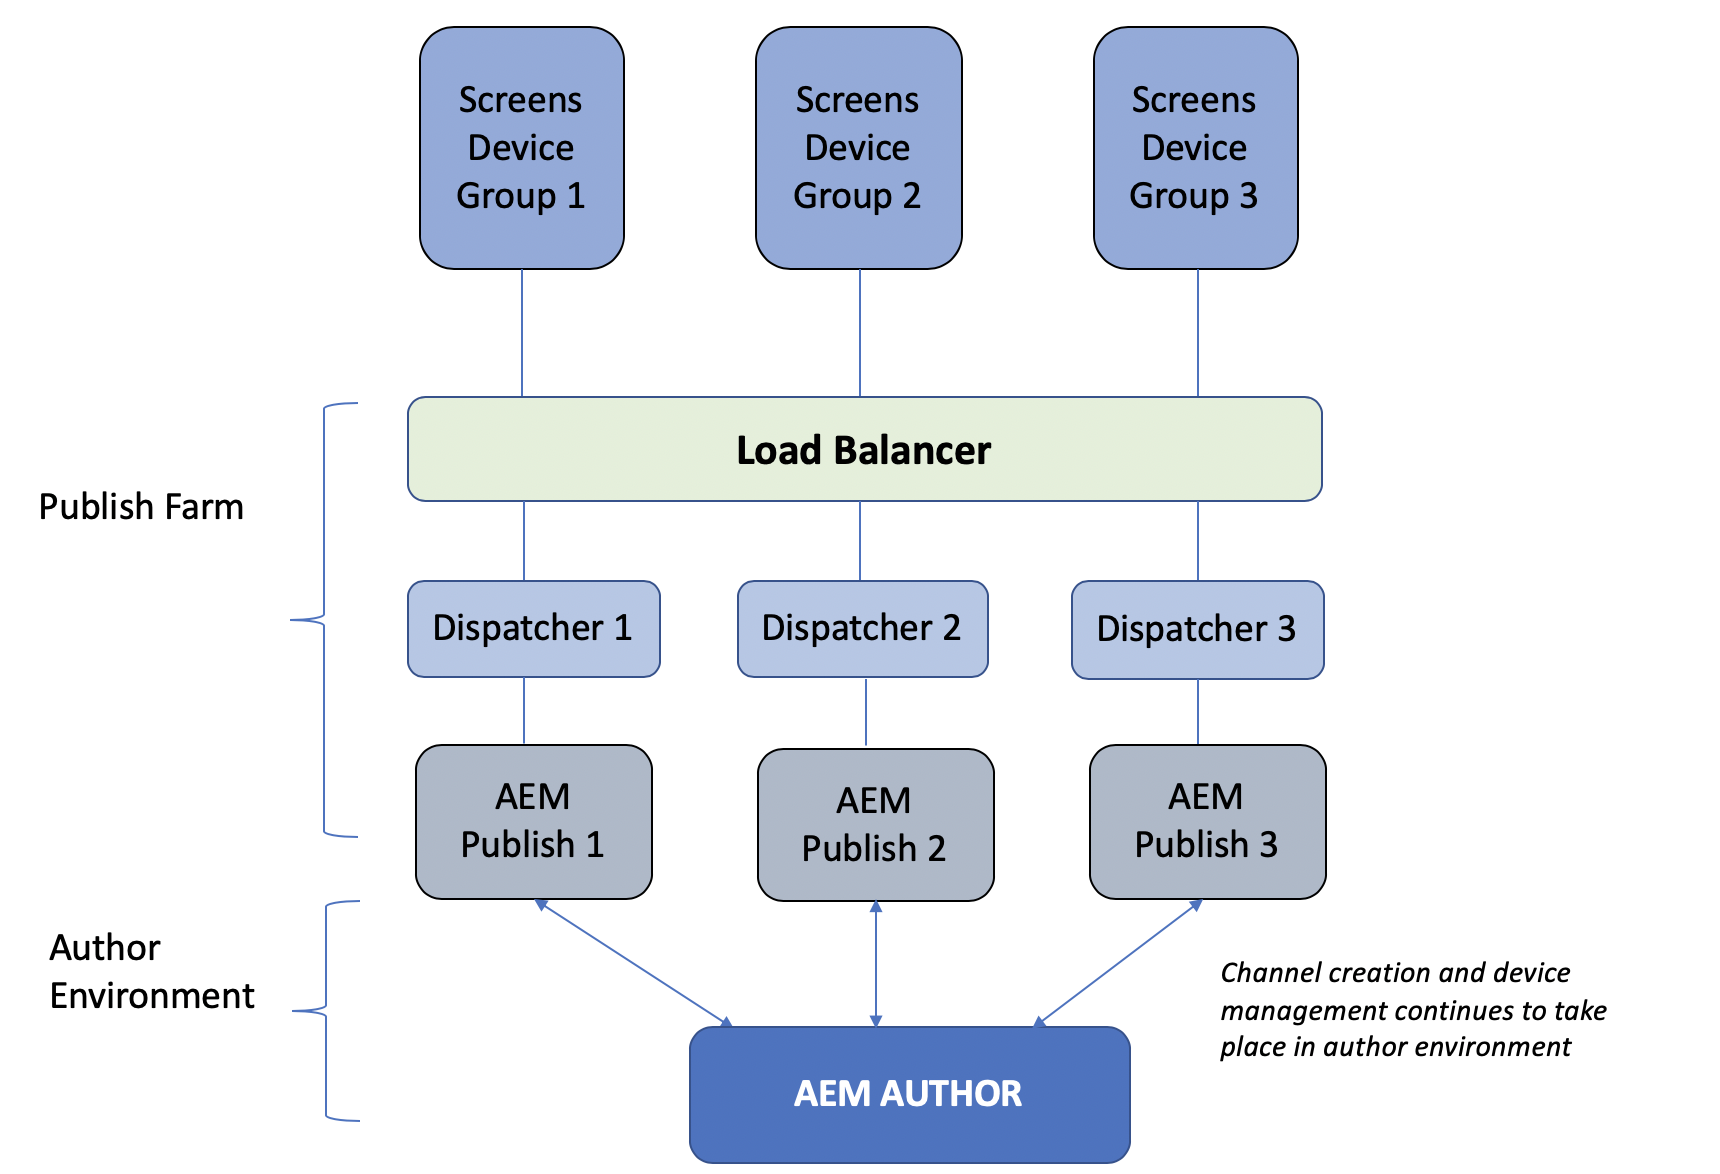 Screens
Device
Group 1
Screens
Device
Group 2
Screens
Device
Group 3
Load Balancer
Publish Farm
Dispatcher 1
Dispatcher 2
Dispatcher 3
AEM
Publish 1
AEM
Publish 2
AEM
Publish 3
Author
Environment
Channel creation and device
management continues to take
place in author environment
AEM AUTHOR